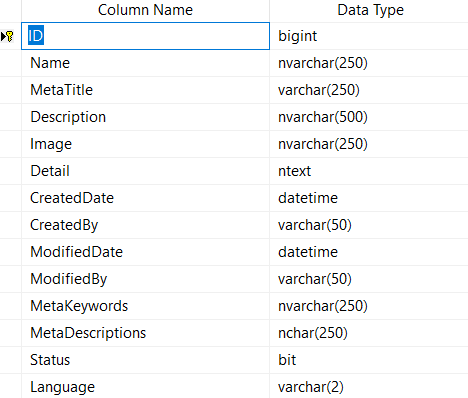 Column Name Data Type
ID bigint
Name nvarchar(250)
MetaTitle varchar(250)
Description nvarchar(500)
Image nvarchar(250)
Detail ntext
CreatedDate datetime
CreatedBy varchar(50)
ModifiedDate datetime
ModifiedBy varchar(50)
MetaKeywords nvarchar(250)
MetaDescriptions nchar(250)
Status bit
Language varchar(2)